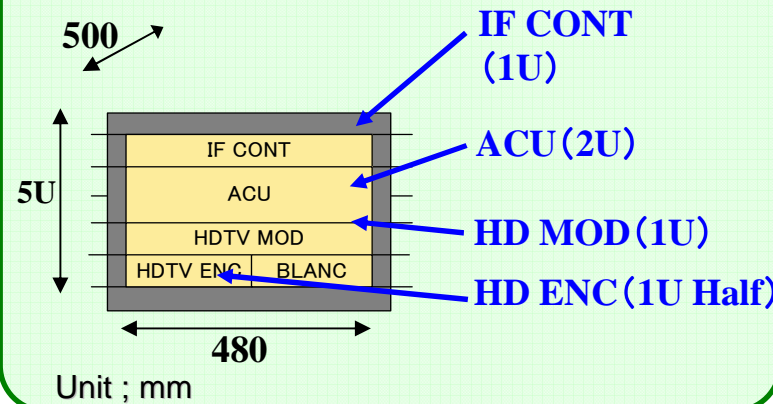 500
IF CONT
（1U）
IF CONT
ACU（2U）
5U
ACU
HDTV MOD
HD MOD（1U）
HDTV ENC
BLANC
HD ENC（1U Half）
480
Unit ; mm